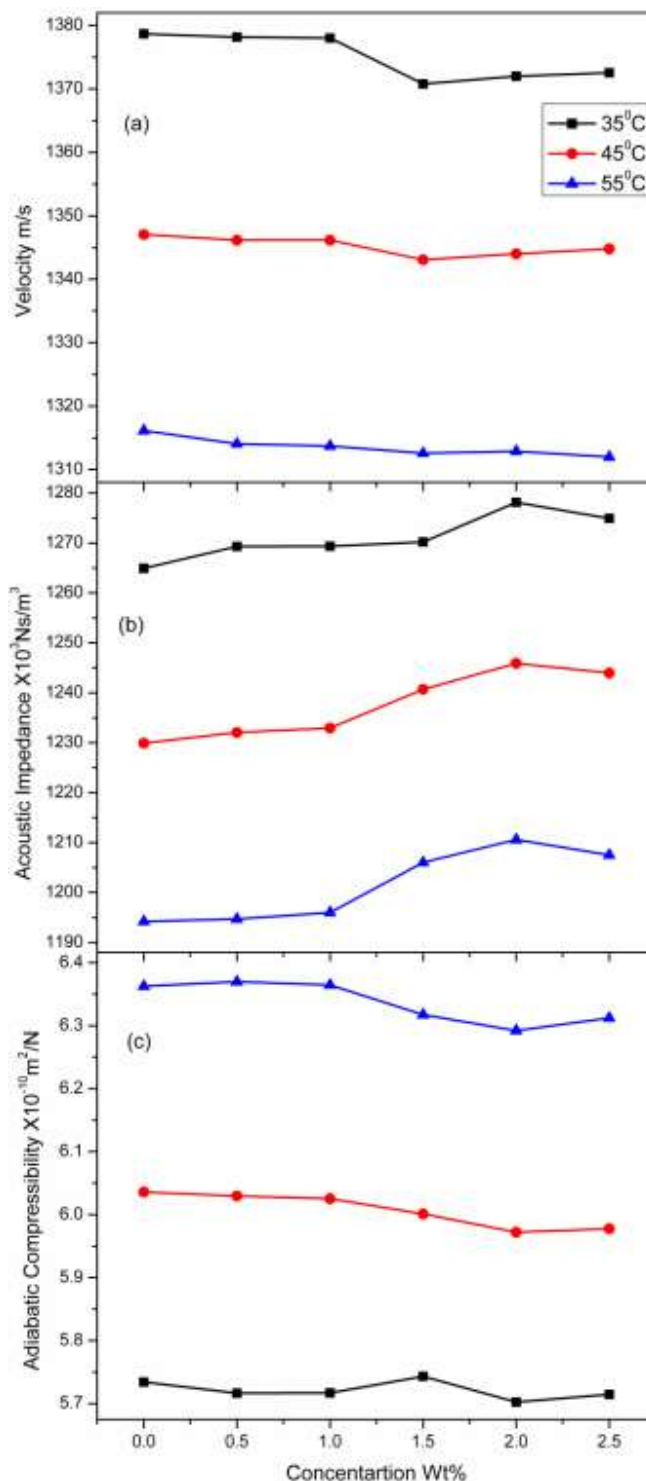 1380
1370
1360
1350
1340
1330
1320
1310
Velocity m/s
(a)
35⁰C
45⁰C
55⁰C
1280
1270
1260
1250
1240
1230
1220
1210
1200
1190
Acoustic Impedance X10³Ns/m³
(b)
6.4
6.3
6.2
6.1
6.0
5.9
5.8
5.7
Adiabatic Compressibility X10⁻¹⁰m²/N
(c)
0.0 0.5 1.0 1.5 2.0 2.5
Concentartion Wt%